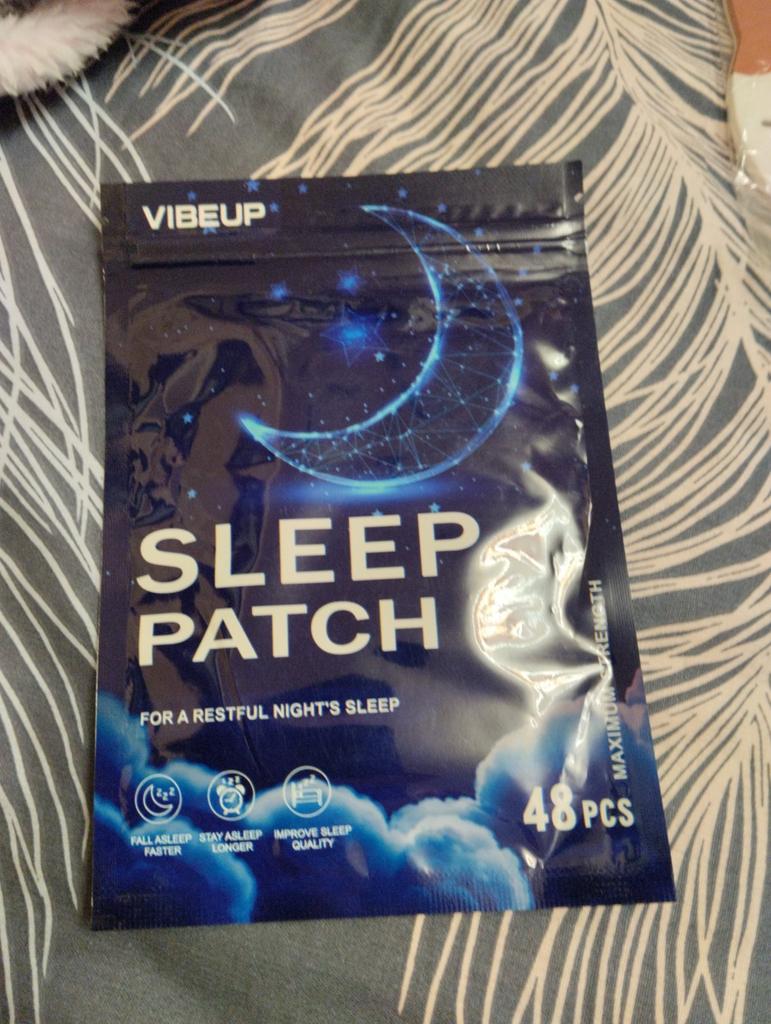 VIBEUP
SLEEP
PATCH
MAXIMUM STRENGTH
FOR A RESTFUL NIGHT'S SLEEP
48 PCS
FALL ASLEEP
FASTER
STAY ASLEEP
LONGER
IMPROVE SLEEP
QUALITY